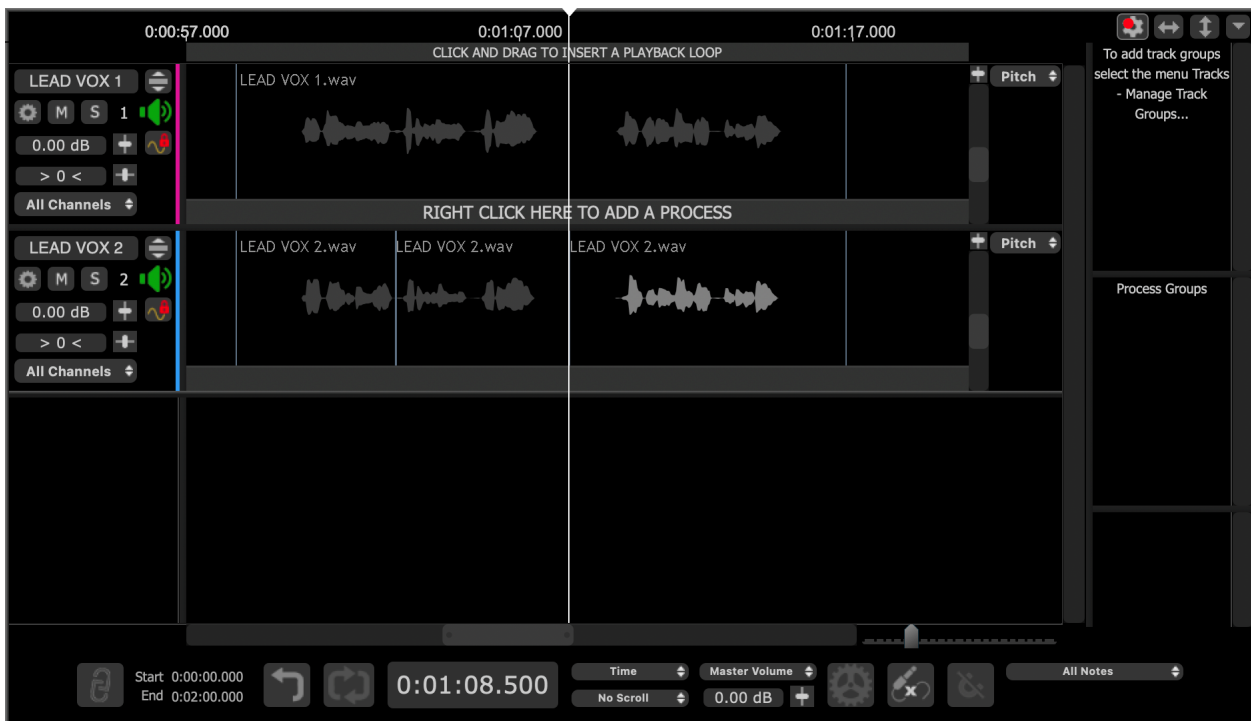 0:00:57.000 0:01:07.000 0:01:17.000
CLICK AND DRAG TO INSERT A PLAYBACK LOOP
To add track groups
select the menu Tracks
- Manage Track
Groups...
LEAD VOX 1
LEAD VOX 1.wav
Pitch
M S 1
0.00 dB
> 0 <
All Channels
RIGHT CLICK HERE TO ADD A PROCESS
LEAD VOX 2
LEAD VOX 2.wav LEAD VOX 2.wav LEAD VOX 2.wav
Pitch
M S 2
0.00 dB
> 0 <
All Channels
Process Groups
Start 0:00:00.000
End 0:02:00.000
0:01:08.500
Time
No Scroll
Master Volume
0.00 dB
x
All Notes